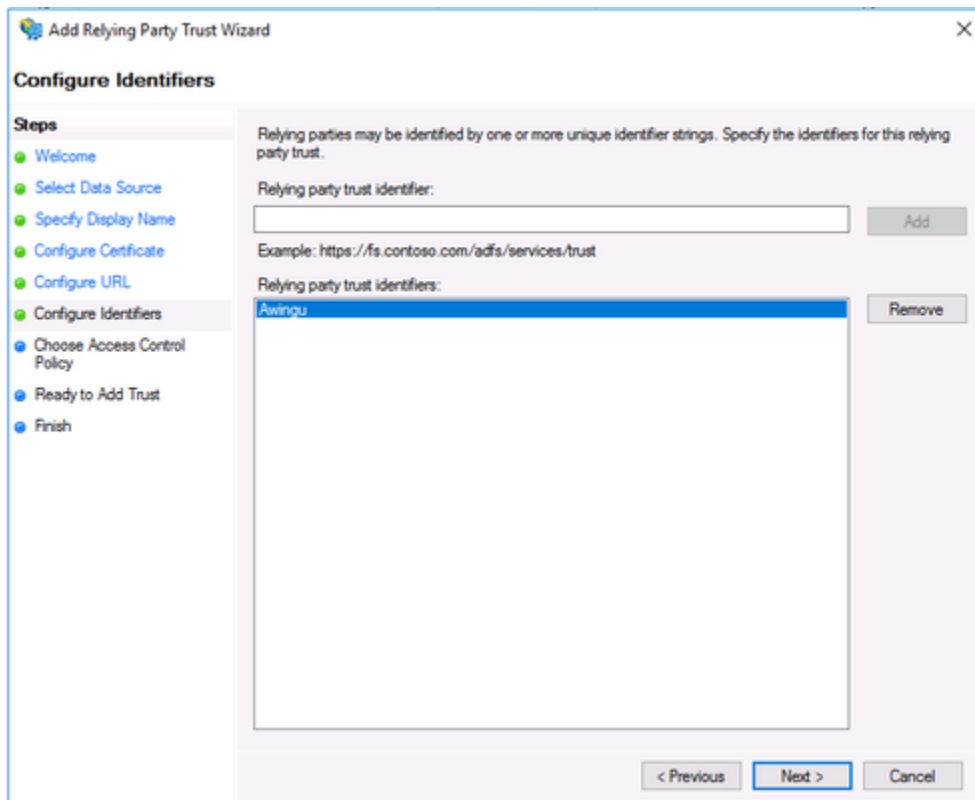 Add Relying Party Trust Wizard
Configure Identifiers
Steps
Welcome
Select Data Source
Specify Display Name
Configure Certificate
Configure URL
Configure Identifiers
Choose Access Control
Policy
Ready to Add Trust
Finish
Relying parties may be identified by one or more unique identifier strings. Specify the identifiers for this relying
party trust.
Relying party trust identifier:
Add
Example: https://fs.contoso.com/adfs/services/trust
Relying party trust identifiers:
Awingu
Remove
< Previous
Next >
Cancel